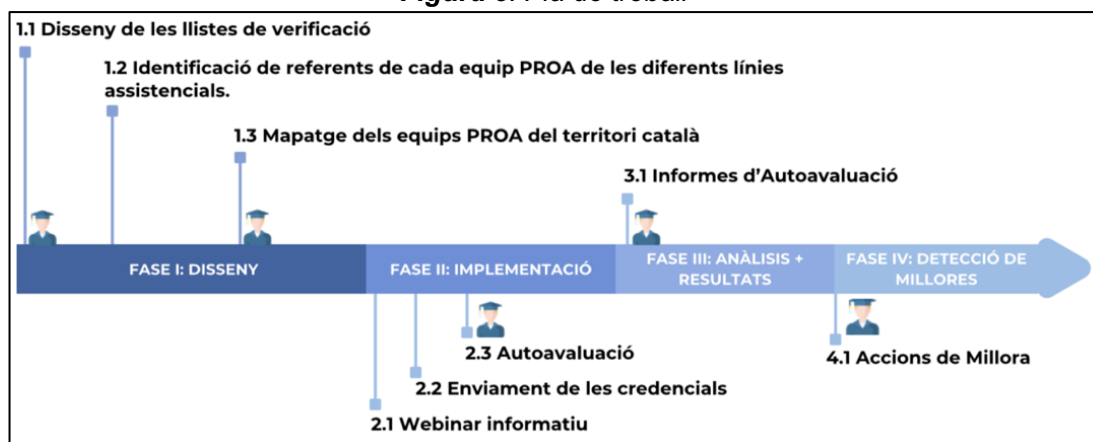 1.1 Disseny de les llistes de verificació
1.2 Identificació de referents de cada equip PROA de les diferents línies
assistencials.
1.3 Mapatge dels equips PROA del territori català
3.1 Informes d’Autoavaluació
FASE I: DISSENY
FASE II: IMPLEMENTACIÓ
FASE III: ANÀLISIS +
RESULTATS
FASE IV: DETECCIÓ DE
MILLORES
2.3 Autoavaluació
4.1 Accions de Millora
2.2 Enviament de les credencials
2.1 Webinar informatiu